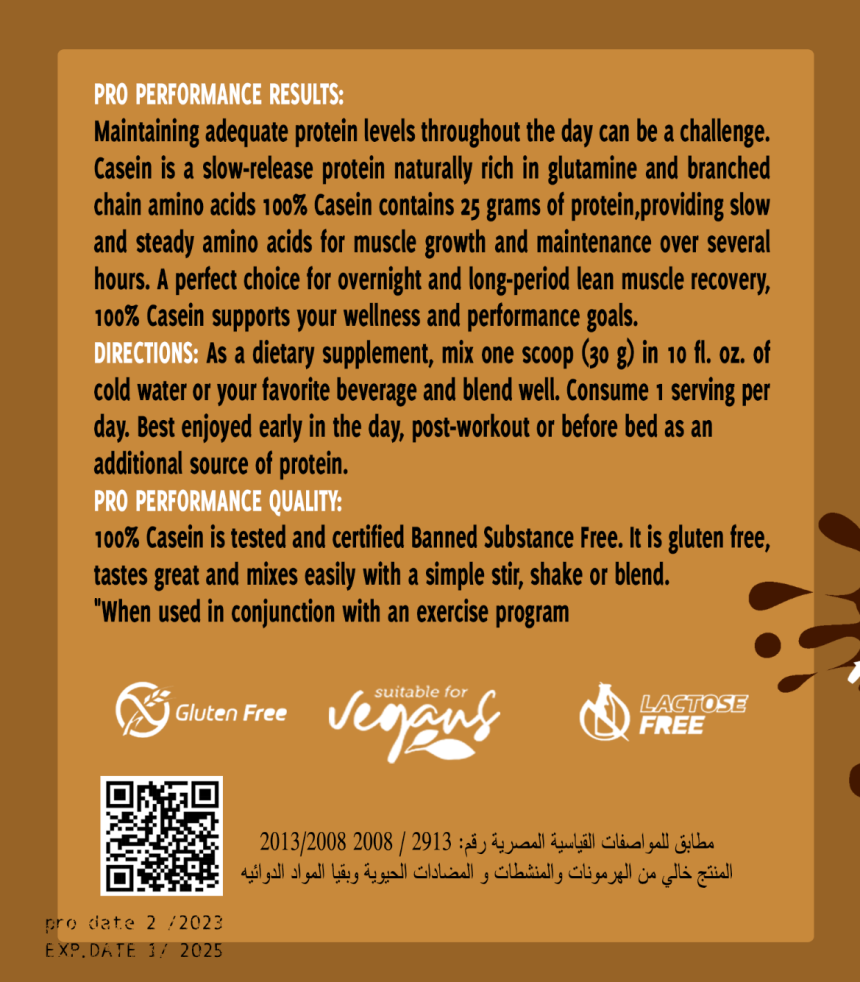 PRO PERFORMANCE RESULTS:
Maintaining adequate protein levels throughout the day can be a challenge.
Casein is a slow-release protein naturally rich in glutamine and branched
chain amino acids 100% Casein contains 25 grams of protein,providing slow
and steady amino acids for muscle growth and maintenance over several
hours. A perfect choice for overnight and long-period lean muscle recovery,
100% Casein supports your wellness and performance goals.
DIRECTIONS: As a dietary supplement, mix one scoop (30 g) in 10 fl. oz. of
cold water or your favorite beverage and blend well. Consume 1 serving per
day. Best enjoyed early in the day, post-workout or before bed as an
additional source of protein.
PRO PERFORMANCE QUALITY:
100% Casein is tested and certified Banned Substance Free. It is gluten free,
tastes great and mixes easily with a simple stir, shake or blend.
"When used in conjunction with an exercise program
Gluten Free
suitable for
vegans
LACTOSE
FREE
مطابق للمواصفات القياسية المصرية رقم: 2913 / 2008 2013/2008
المنتج خالي من الهرمونات والمنشطات و المضادات الحيوية وبقيا المواد الدوائيه
pro date 2 /2023
EXP.DATE 1/ 2025